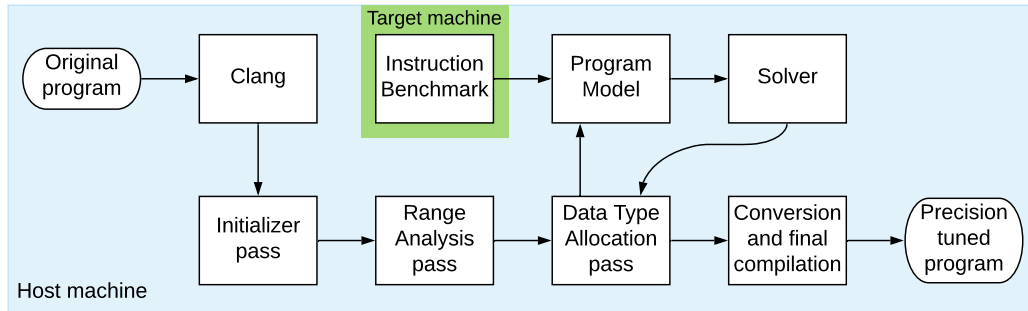 Target machine
Original
program
Clang
Instruction
Benchmark
Program
Model
Solver
Initializer
pass
Range
Analysis
pass
Data Type
Allocation
pass
Conversion
and final
compilation
Precision
tuned
program
Host machine